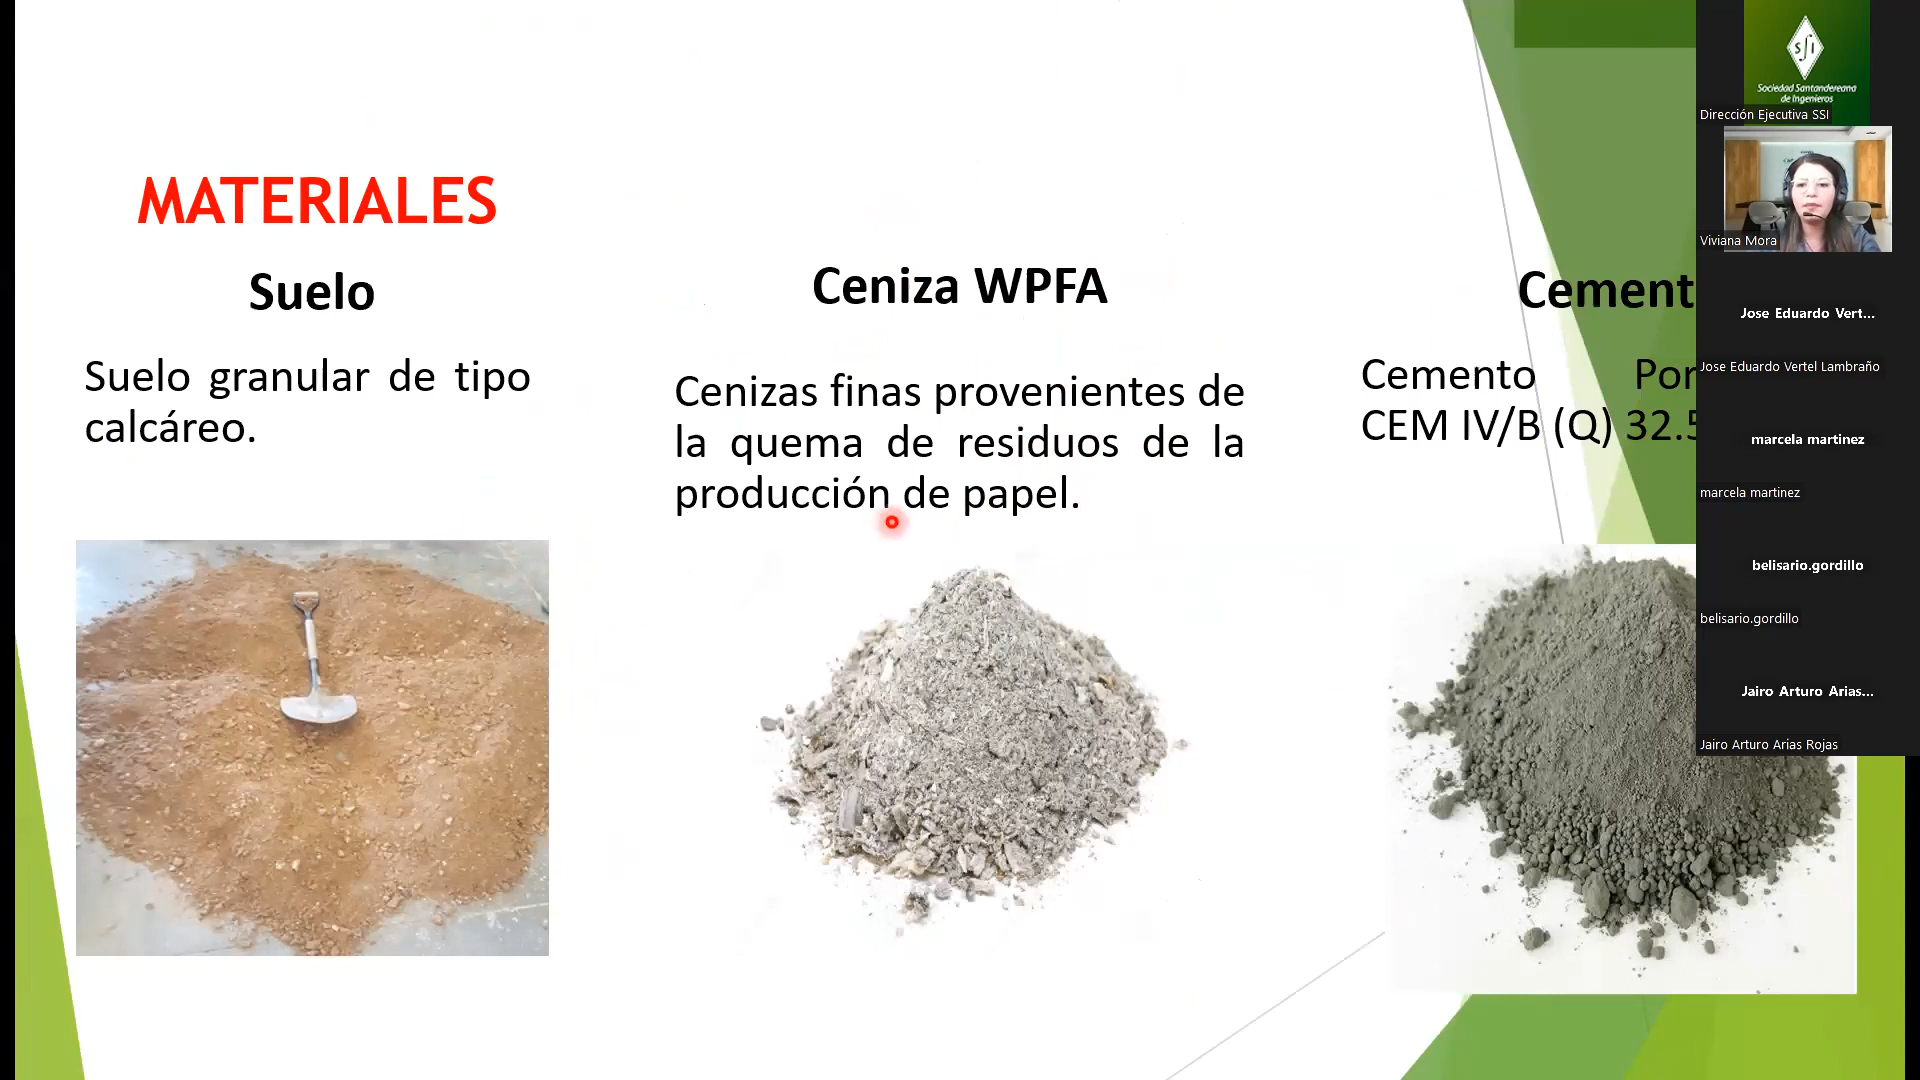 MATERIALES
Suelo
Suelo granular de tipo
calcáreo.
Ceniza WPFA
Cenizas finas provenientes de
la quema de residuos de la
producción de papel.
Cement
Cemento Por
CEM IV/B (Q) 32.5
SSI
Sociedad Santandereana
de Ingenieros
Dirección Ejecutiva SSI
Viviana Mora
Jose Eduardo Vert...
Jose Eduardo Vertel Lambraño
marcela martinez
marcela martinez
belisario.gordillo
belisario.gordillo
Jairo Arturo Arias...
Jairo Arturo Arias Rojas